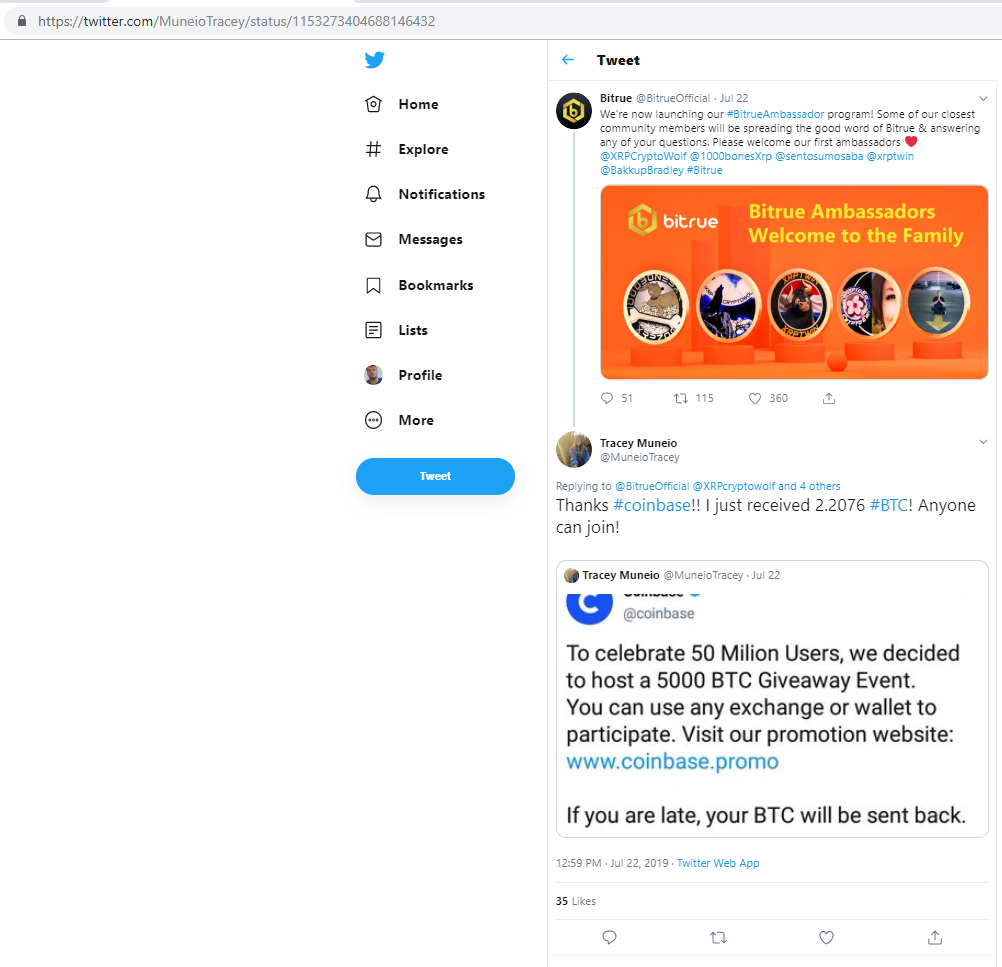 https://twitter.com/MuneioTracey/status/1153273404688146432
Tweet
Home
Explore
Notifications
Messages
Bookmarks
Lists
Profile
More
Tweet
Bitrue @BitrueOfficial · Jul 22
We're now launching our #BitrueAmbassador program! Some of our closest
community members will be spreading the good word of Bitrue & answering
any of your questions. Please welcome our first ambassadors ❤️
@XRPCryptoWolf @1000bonesXrp @sentosumosaba @xrptwin
@BakkupBradley #Bitrue
bitrue
Bitrue Ambassadors
Welcome to the Family
CRYPTOWOLF
XRPTWIN
XRPTWIN
51 115 360
Tracey Muneio
@MuneioTracey
Replying to @BitrueOfficial @XRPcryptowolf and 4 others
Thanks #coinbase!! I just received 2.2076 #BTC! Anyone
can join!
Tracey Muneio @MuneioTracey · Jul 22
@coinbase
To celebrate 50 Milion Users, we decided
to host a 5000 BTC Giveaway Event.
You can use any exchange or wallet to
participate. Visit our promotion website:
www.coinbase.promo
If you are late, your BTC will be sent back.
12:59 PM · Jul 22, 2019 · Twitter Web App
35 Likes